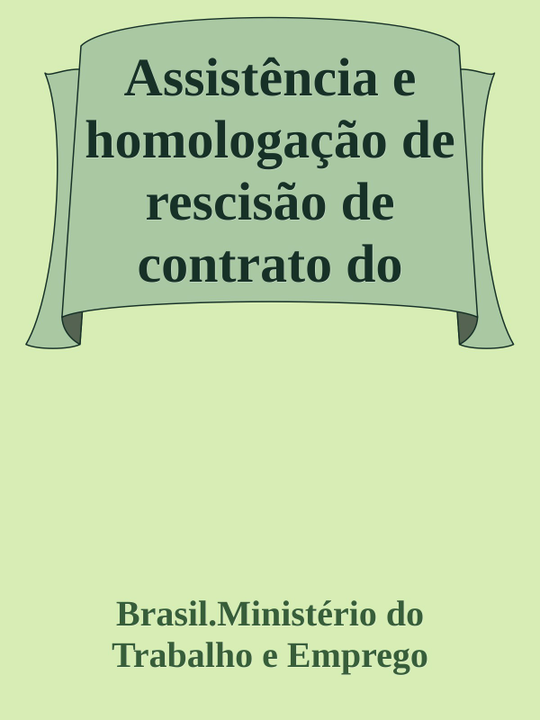 Assistência e
homologação de
rescisão de
contrato do
Brasil.Ministério do
Trabalho e Emprego